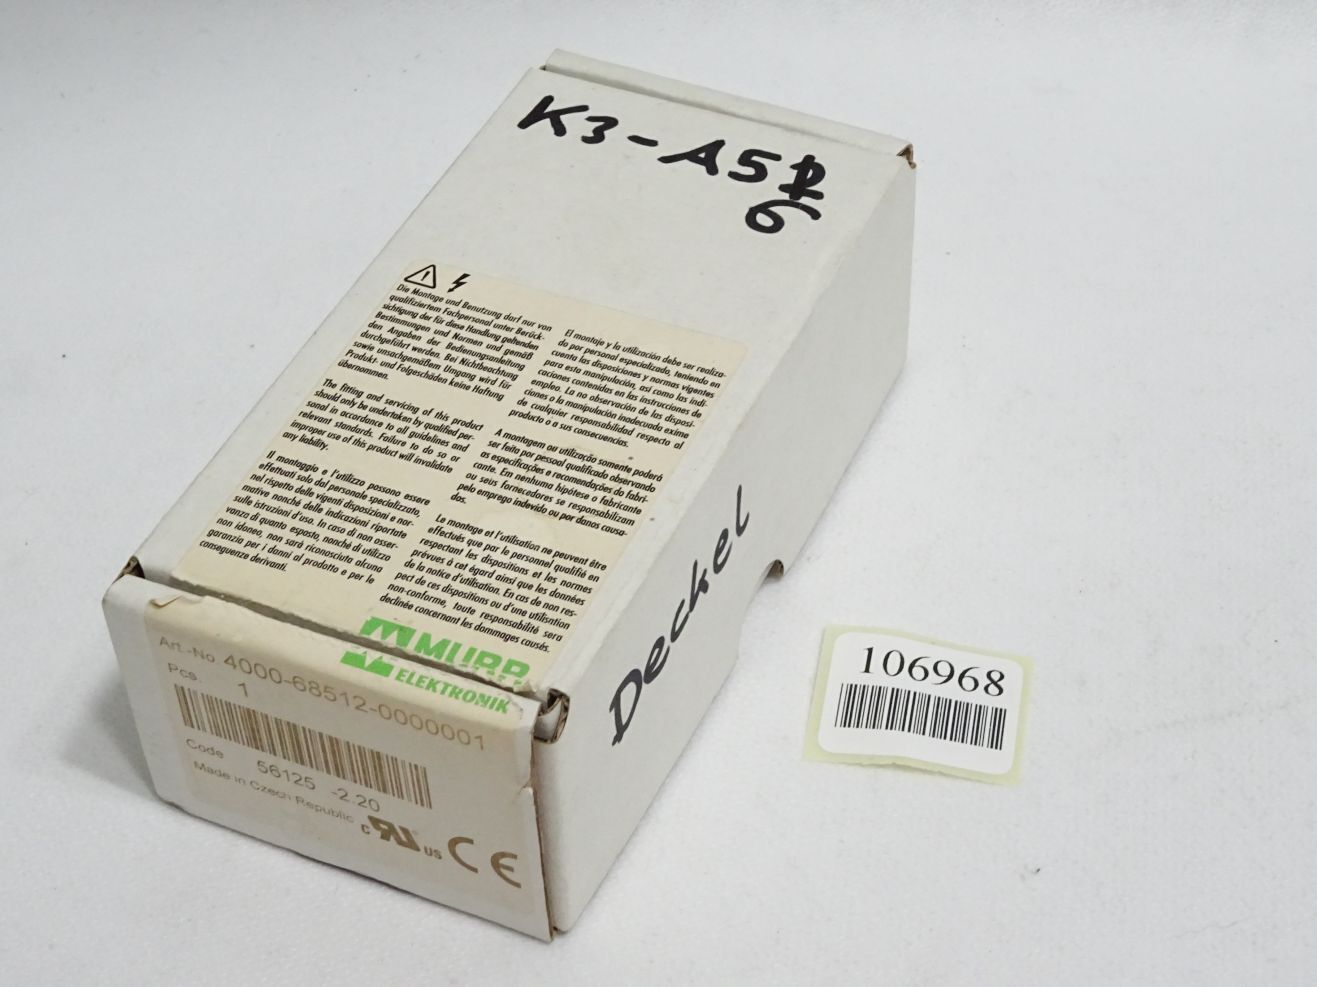 K3-A5
6
Die Montage und Benutzung darf nur von
qualifiziertem Fachpersonal unter Berück-
sichtigung der für diese Handlung geltenden
Bestimmungen und Normen und gemäß
den Angaben der Bedienungsanleitung
durchgeführt werden. Bei Nichtbeachtung
sowie unsachgemäßem Umgang wird für
Produkt- und Folgeschäden keine Haftung
übernommen.
The fitting and servicing of this product
should only be undertaken by qualified per-
sonal in accordance to all guidelines and
relevant standards. Failure to do so or
improper use of this product will invalidate
any liability.
Il montaggio e l'utilizzo possono essere
effettuati solo dal personale specializzato,
nel rispetto delle vigenti disposizioni e nor-
mative nonché delle indicazioni riportate
sulle istruzioni d'uso. In caso di non osser-
vanza di quanto esposto, nonché di utilizzo
non idoneo, non sarà riconosciuta alcuna
garanzia per i danni al prodotto e per le
conseguenze derivanti.
El montaje y la utilización debe ser realiza-
do por personal especializado, teniendo en
cuenta las disposiciones y normas vigentes
para esta manipulación, así como las indi-
caciones contenidas en las instrucciones de
empleo. La no observación de las disposi-
ciones o la manipulación inadecuada exime
de cualquier responsabilidad respecto al
producto o a sus consecuencias.
A montagem ou utilização somente poderá
ser feita por pessoal qualificado observando
as especificações e recomendações do fabri-
cante. Em nenhuma hipótese o fabricante
ou seus fornecedores se responsabilizam
pelo emprego indevido ou por danos causa-
dos.
Le montage et l'utilisation ne peuvent être
effectués que par le personnel qualifié en
respectant les dispositions et les normes
prévues à cet égard ainsi que les données
de la notice d'utilisation. En cas de non res-
pect de ces dispositions ou d'une utilisation
non-conforme, toute responsabilité sera
declinée concernant les dommages causés.
MURR
ELEKTRONIK
Art.-No. 4000-68512-0000001
Pcs. 1
Code 56125 -2.20
Made in Czech Republic
c RU us CE
Deckel
106968